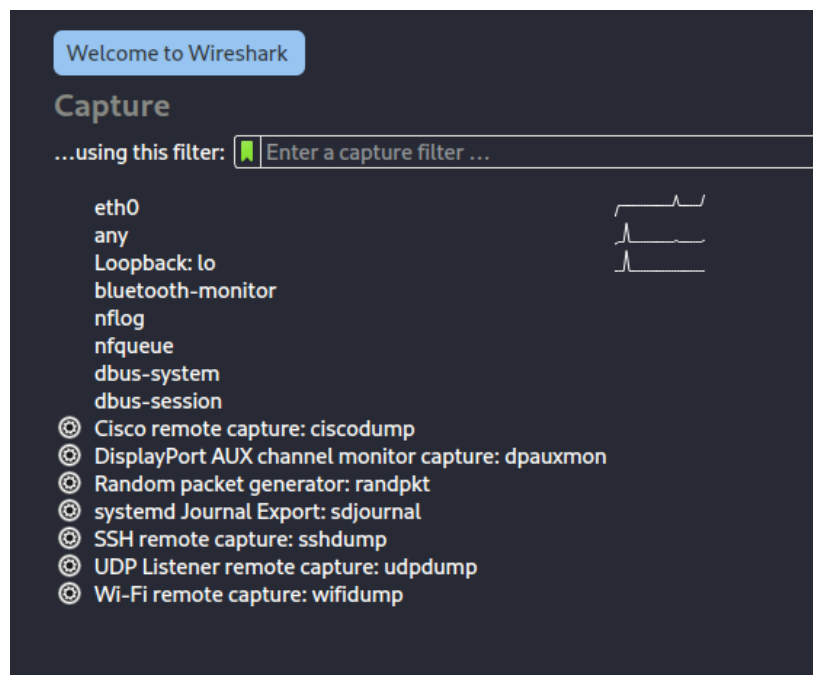 Welcome to Wireshark
Capture
…using this filter: Enter a capture filter …
eth0
any
Loopback: lo
bluetooth-monitor
nflog
nfqueue
dbus-system
dbus-session
Cisco remote capture: ciscodump
DisplayPort AUX channel monitor capture: dpauxmon
Random packet generator: randpkt
systemd Journal Export: sdjournal
SSH remote capture: sshdump
UDP Listener remote capture: udpdump
Wi-Fi remote capture: wifidump